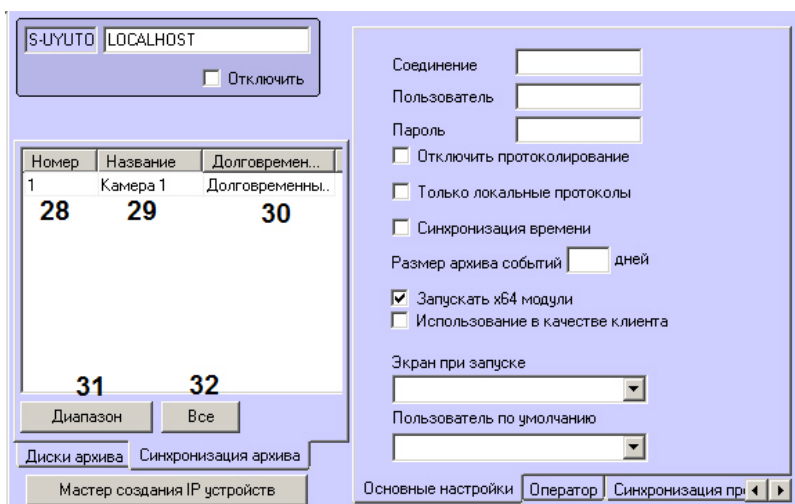 S-UYUTO LOCALHOST
Отключить
Номер Название Долговремен...
1 Камера 1 Долговременны..
28 29 30
31 32
Диапазон Все
Диски архива Синхронизация архива
Мастер создания IP устройств
Соединение
Пользователь
Пароль
Отключить протоколирование
Только локальные протоколы
Синхронизация времени
Размер архива событий дней
Запускать x64 модули
Использование в качестве клиента
Экран при запуске
Пользователь по умолчанию
Основные настройки Оператор Синхронизация пр